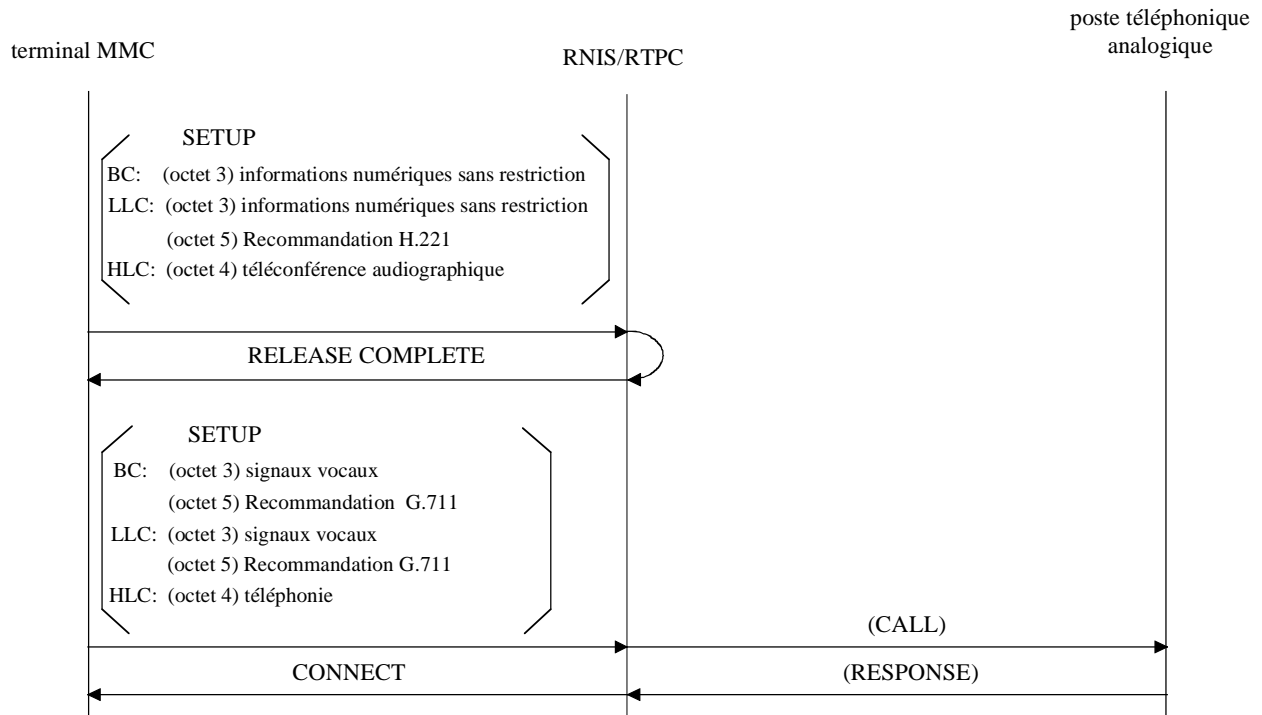 poste téléphonique
analogique
terminal MMC
RNIS/RTPC
SETUP
BC: (octet 3) informations numériques sans restriction
LLC: (octet 3) informations numériques sans restriction
(octet 5) Recommandation H.221
HLC: (octet 4) téléconférence audiographique
RELEASE COMPLETE
SETUP
BC: (octet 3) signaux vocaux
(octet 5) Recommandation G.711
LLC: (octet 3) signaux vocaux
(octet 5) Recommandation G.711
HLC: (octet 4) téléphonie
(CALL)
CONNECT
(RESPONSE)